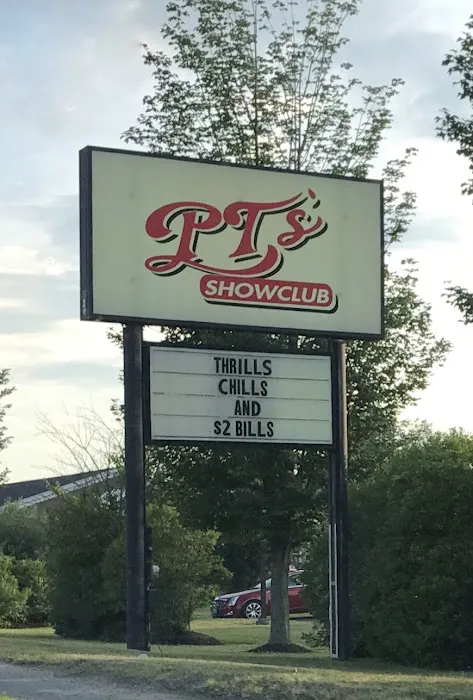 PT's
SHOWCLUB
THRILLS
CHILLS
AND
$2 BILLS